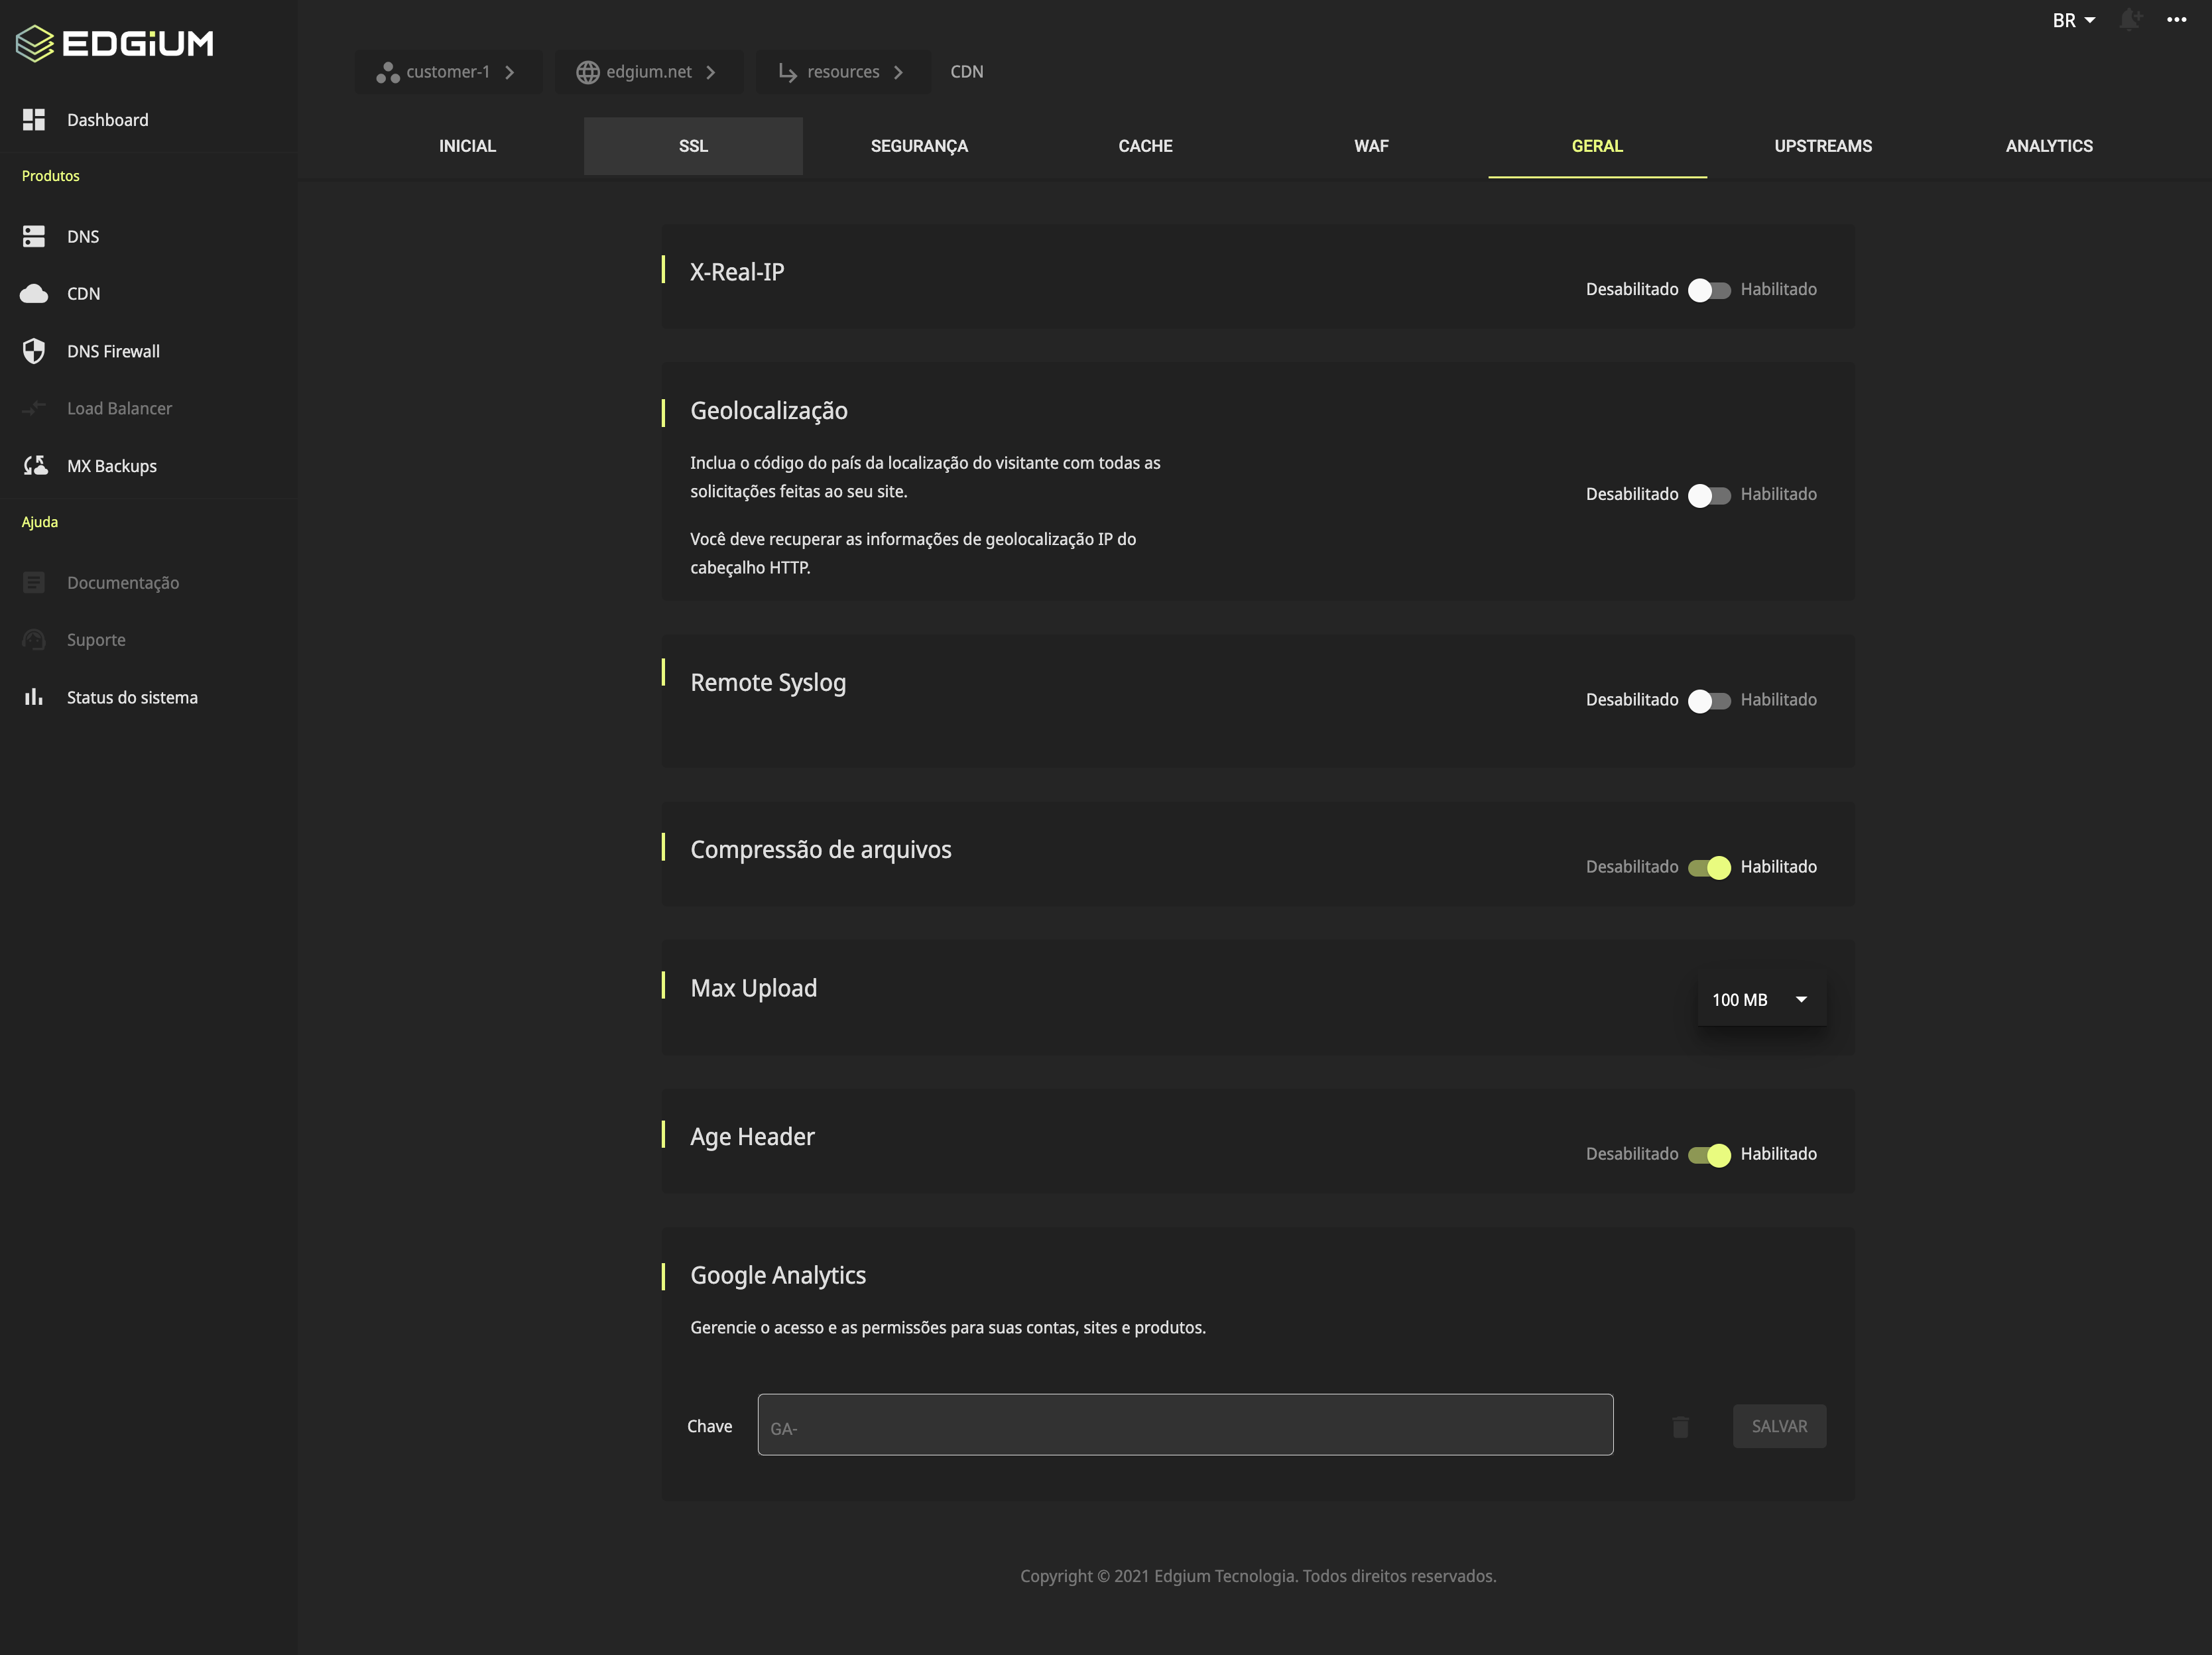 EDGiUM
BR
customer-1
edgium.net
resources
CDN
Dashboard
Produtos
DNS
CDN
DNS Firewall
Load Balancer
MX Backups
Ajuda
Documentação
Suporte
Status do sistema
INICIAL
SSL
SEGURANÇA
CACHE
WAF
GERAL
UPSTREAMS
ANALYTICS
X-Real-IP
Desabilitado
Habilitado
Geolocalização
Inclua o código do país da localização do visitante com todas as
solicitações feitas ao seu site.
Você deve recuperar as informações de geolocalização IP do
cabeçalho HTTP.
Desabilitado
Habilitado
Remote Syslog
Desabilitado
Habilitado
Compressão de arquivos
Desabilitado
Habilitado
Max Upload
100 MB
Age Header
Desabilitado
Habilitado
Google Analytics
Gerencie o acesso e as permissões para suas contas, sites e produtos.
Chave
GA-
SALVAR
Copyright © 2021 Edgium Tecnologia. Todos direitos reservados.